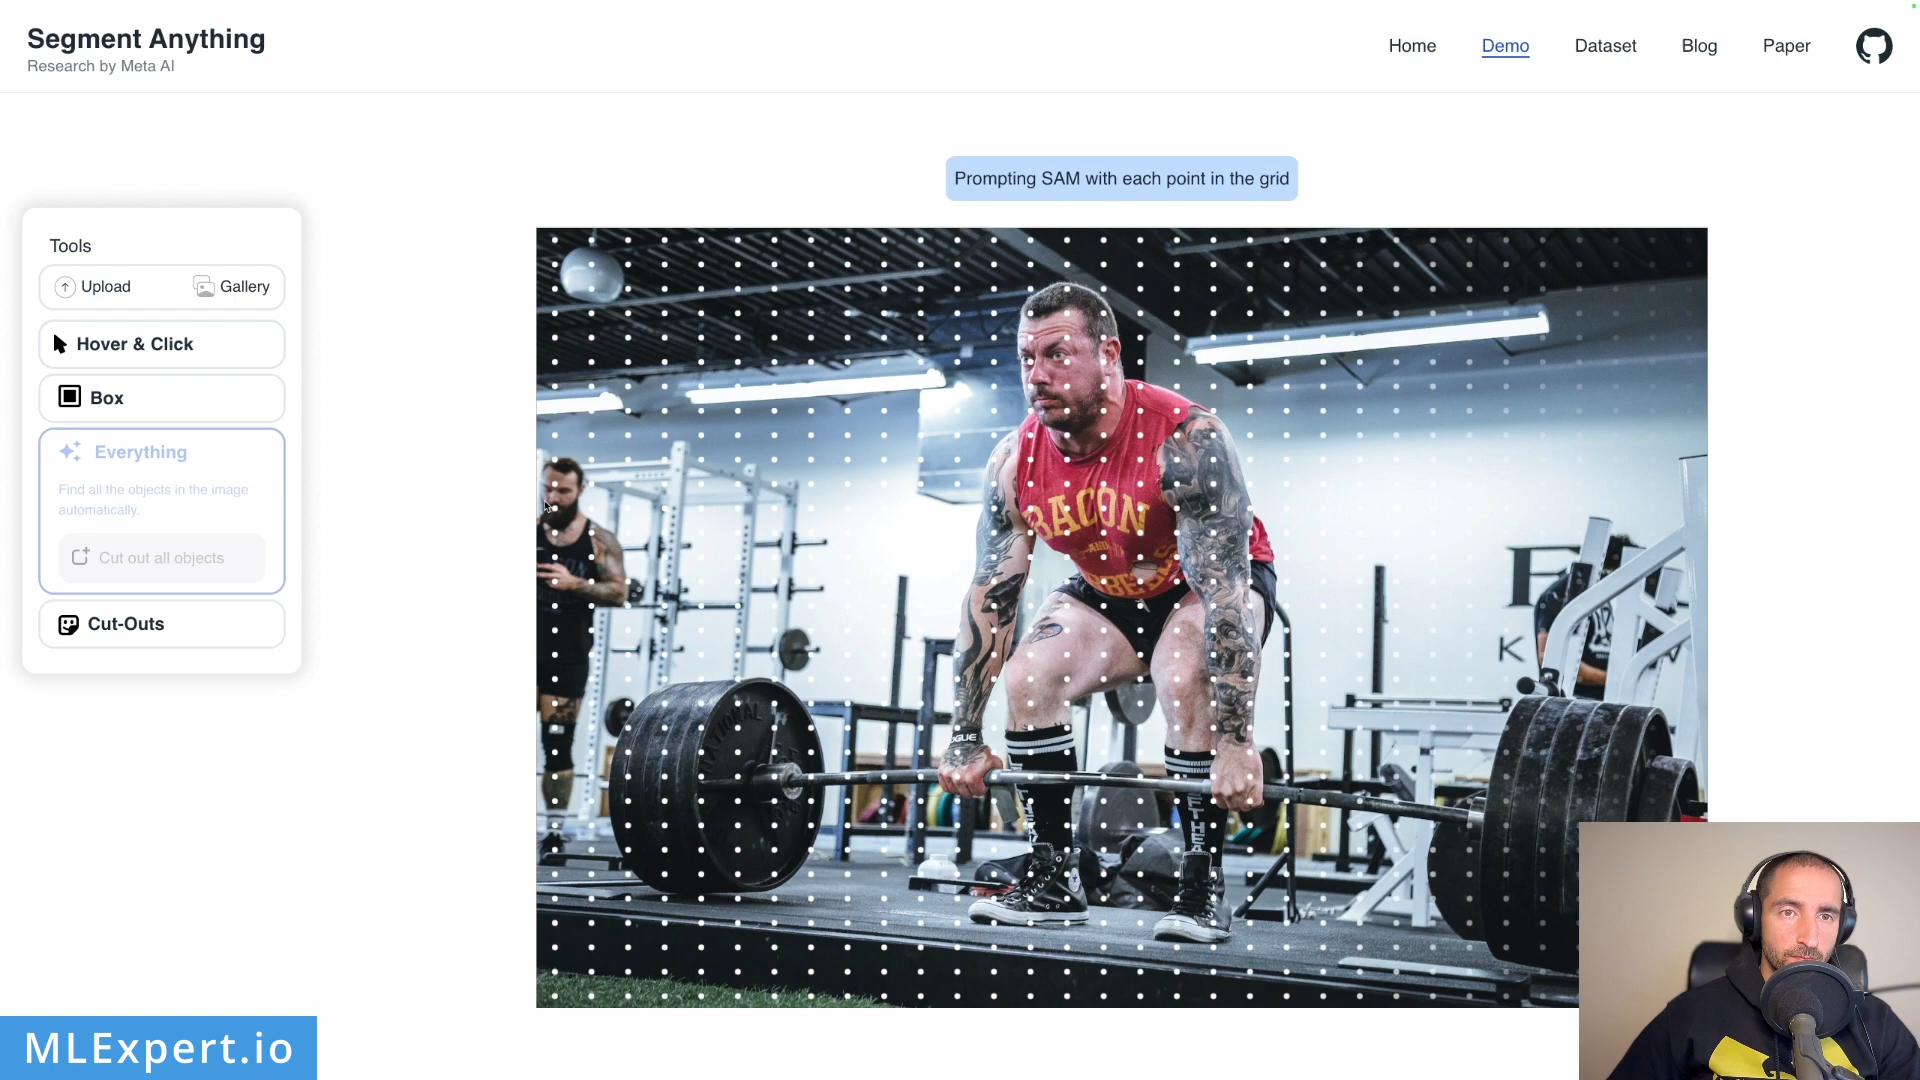 Segment Anything
Research by Meta AI
Home
Demo
Dataset
Blog
Paper
Prompting SAM with each point in the grid
Tools
Upload
Gallery
Hover & Click
Box
Everything
Find all the objects in the image
automatically.
Cut out all objects
Cut-Outs
BACON
AND
OGUE
F
K
MLExpert.io